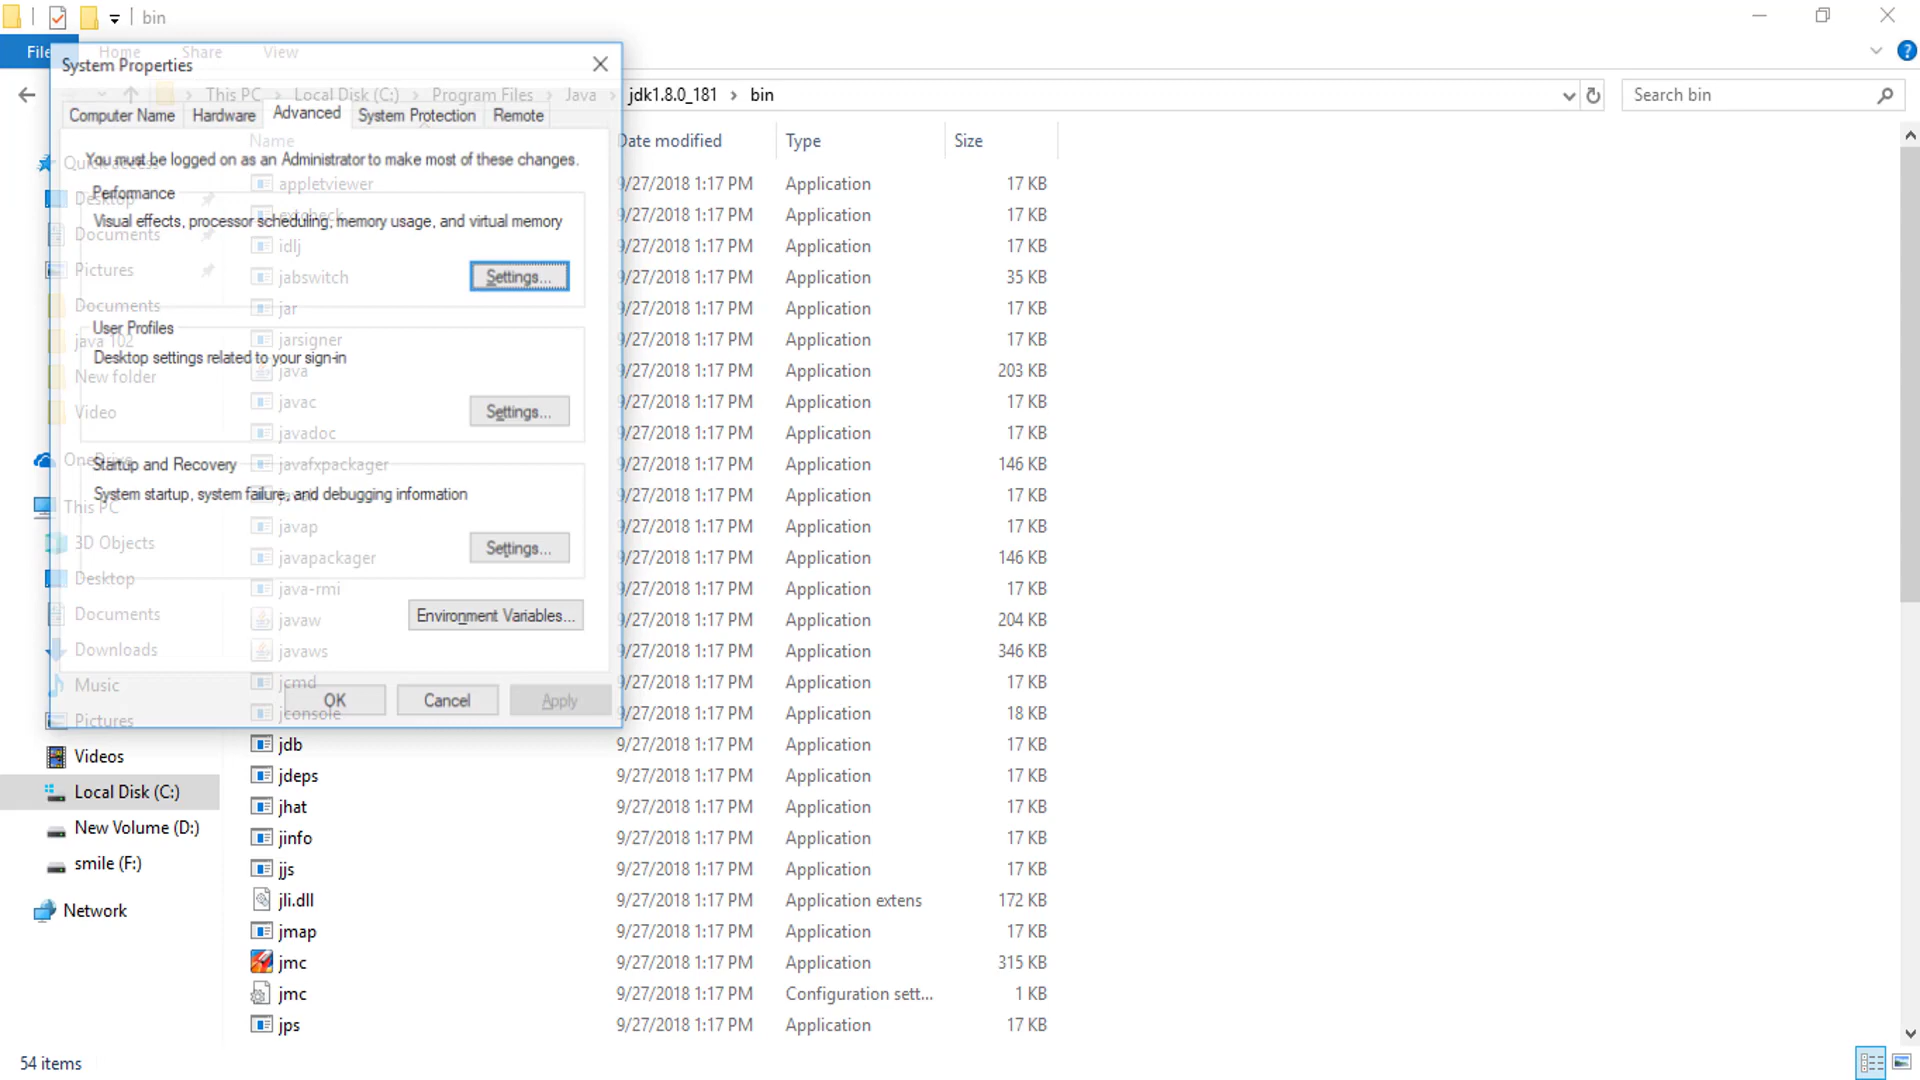 bin
File Home Share View
System Properties
This PC Local Disk (C:) Program Files Java jdk1.8.0_181 bin
Search bin
Computer Name Hardware Advanced System Protection Remote
Name Date modified Type Size
You must be logged on as an Administrator to make most of these changes.
Performance
Visual effects, processor scheduling, memory usage, and virtual memory
Settings...
User Profiles
Desktop settings related to your sign-in
Settings...
Startup and Recovery
System startup, system failure, and debugging information
Settings...
Environment Variables...
OK Cancel Apply
Quick access
Desktop
Documents
Pictures
Documents
java 102
New folder
Video
OneDrive
This PC
3D Objects
Desktop
Documents
Downloads
Music
Pictures
Videos
Local Disk (C:)
New Volume (D:)
smile (F:)
Network
appletviewer 9/27/2018 1:17 PM Application 17 KB
extcheck 9/27/2018 1:17 PM Application 17 KB
idlj 9/27/2018 1:17 PM Application 17 KB
jabswitch 9/27/2018 1:17 PM Application 35 KB
jar 9/27/2018 1:17 PM Application 17 KB
jarsigner 9/27/2018 1:17 PM Application 17 KB
java 9/27/2018 1:17 PM Application 203 KB
javac 9/27/2018 1:17 PM Application 17 KB
javadoc 9/27/2018 1:17 PM Application 17 KB
javafxpackager 9/27/2018 1:17 PM Application 146 KB
9/27/2018 1:17 PM Application 17 KB
javap 9/27/2018 1:17 PM Application 17 KB
javapackager 9/27/2018 1:17 PM Application 146 KB
java-rmi 9/27/2018 1:17 PM Application 17 KB
javaw 9/27/2018 1:17 PM Application 204 KB
javaws 9/27/2018 1:17 PM Application 346 KB
jcmd 9/27/2018 1:17 PM Application 17 KB
jconsole 9/27/2018 1:17 PM Application 18 KB
jdb 9/27/2018 1:17 PM Application 17 KB
jdeps 9/27/2018 1:17 PM Application 17 KB
jhat 9/27/2018 1:17 PM Application 17 KB
jinfo 9/27/2018 1:17 PM Application 17 KB
jjs 9/27/2018 1:17 PM Application 17 KB
jli.dll 9/27/2018 1:17 PM Application extens 172 KB
jmap 9/27/2018 1:17 PM Application 17 KB
jmc 9/27/2018 1:17 PM Application 315 KB
jmc 9/27/2018 1:17 PM Configuration sett... 1 KB
jps 9/27/2018 1:17 PM Application 17 KB
54 items